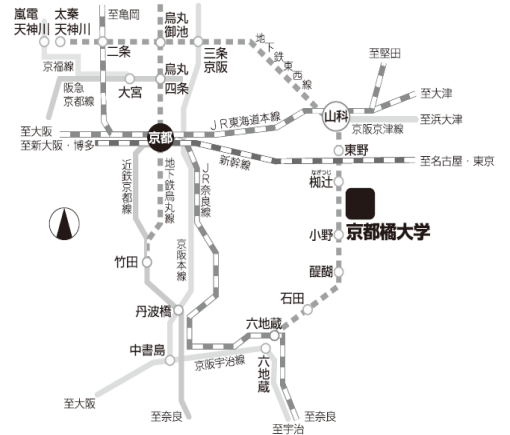 嵐電
天神川
太秦
天神川
至亀岡
烏丸
御池
二条
三条
京阪
地下鉄東西線
至堅田
京福線
阪急
京都線
大宮
烏丸
四条
至大津
山科
JR東海道本線
京阪京津線
至浜大津
至大阪
至新大阪・博多
京都
新幹線
東野
至名古屋・東京
近鉄京都線
地下鉄烏丸線
JR奈良線
なぎつじ
椥辻
京都橘大学
小野
京阪本線
竹田
醍醐
石田
丹波橋
六地蔵
中書島
京阪宇治線
六地蔵
至大阪
至奈良
至奈良
至宇治